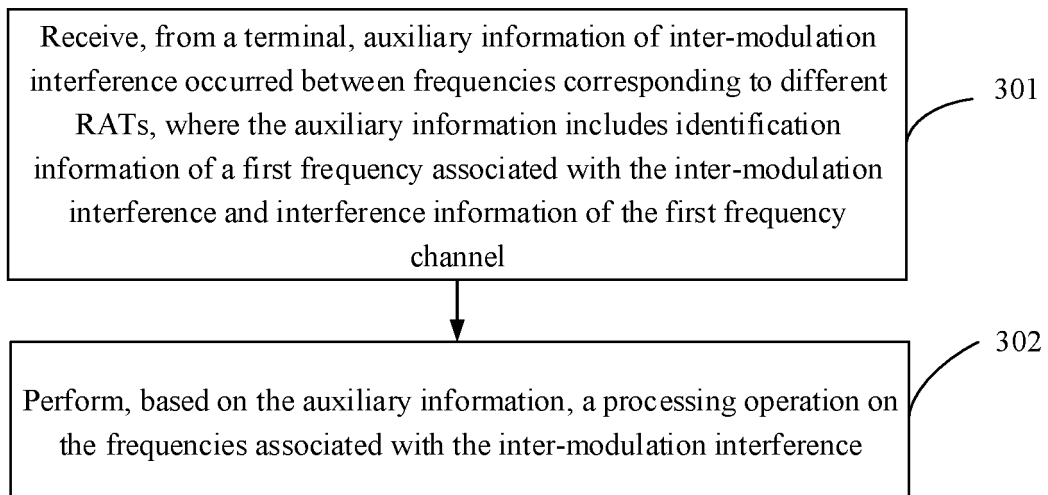 Receive, from a terminal, auxiliary information of inter-modulation
interference occurred between frequencies corresponding to different
RATs, where the auxiliary information includes identification
information of a first frequency associated with the inter-modulation
interference and interference information of the first frequency
channel
301
Perform, based on the auxiliary information, a processing operation on
the frequencies associated with the inter-modulation interference
302